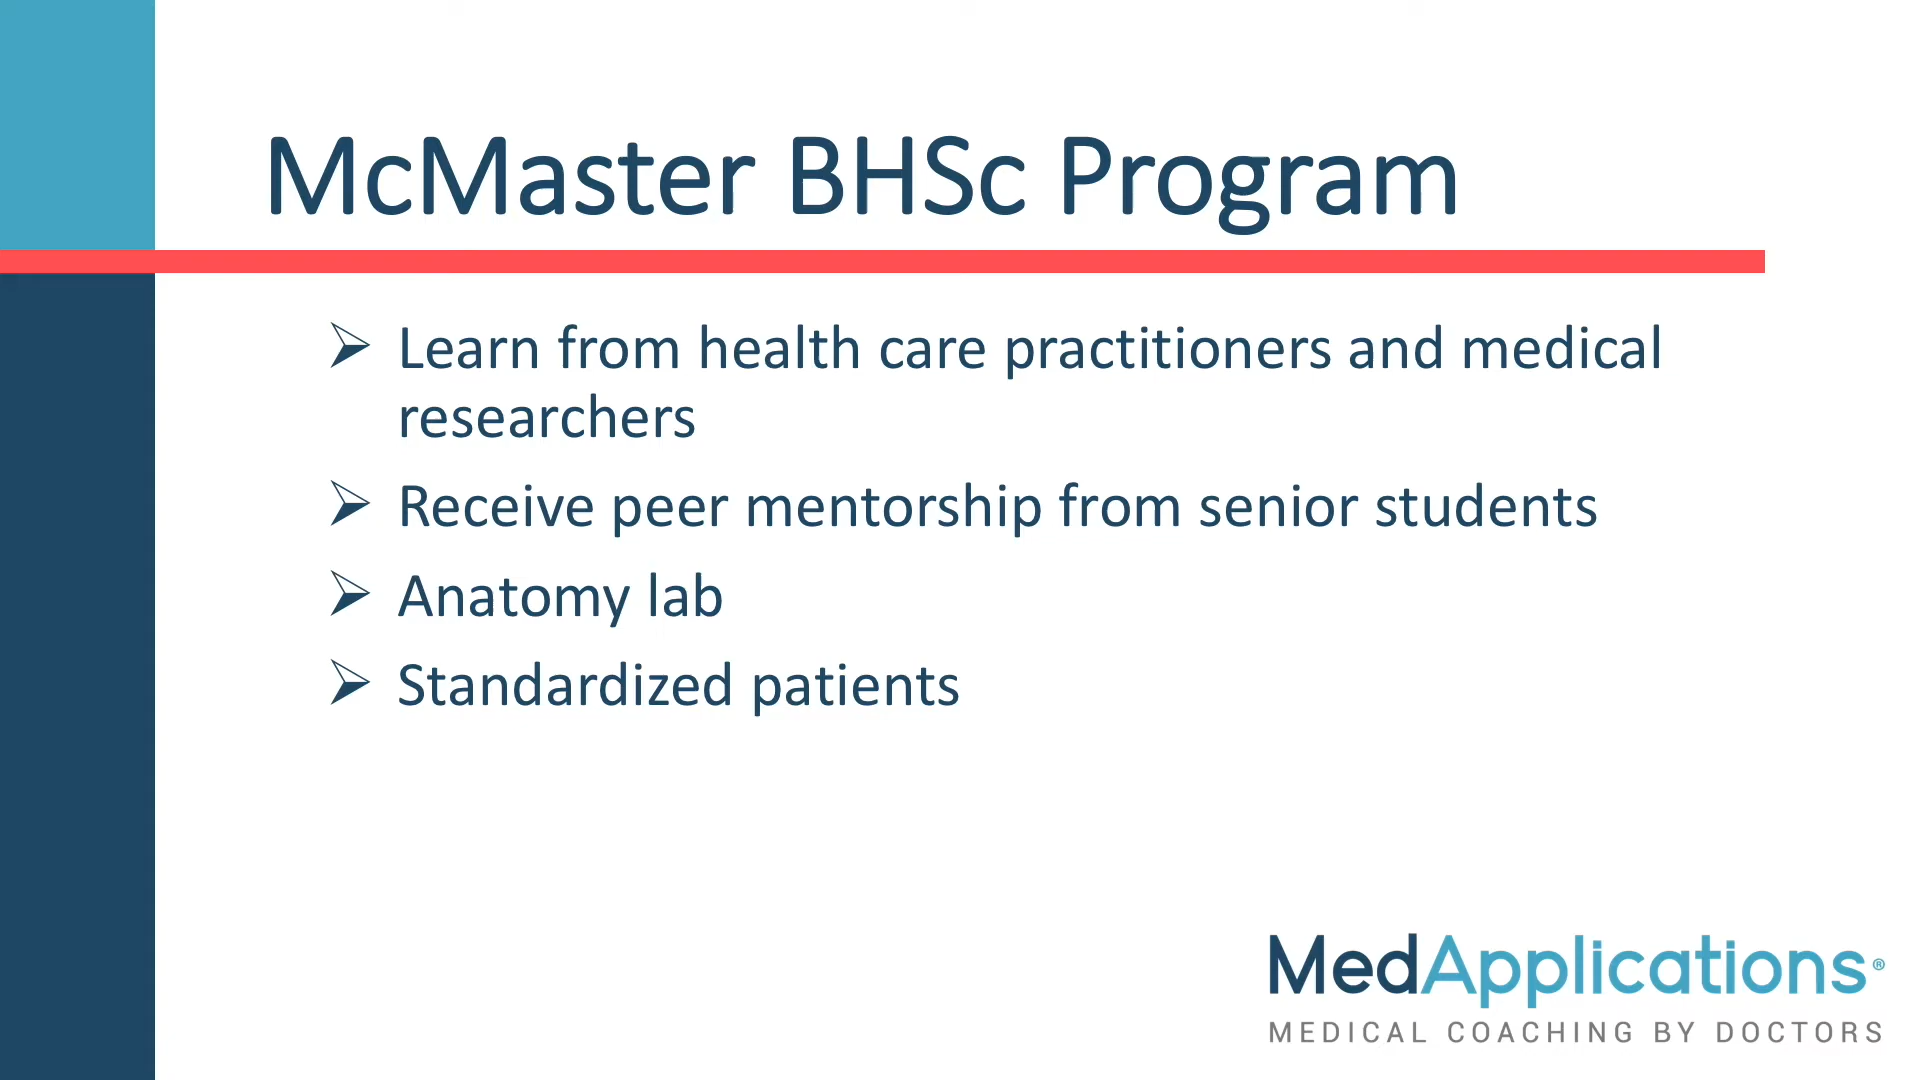 McMaster BHSc Program
Learn from health care practitioners and medical
researchers
Receive peer mentorship from senior students
Anatomy lab
Standardized patients
MedApplications®
MEDICAL COACHING BY DOCTORS